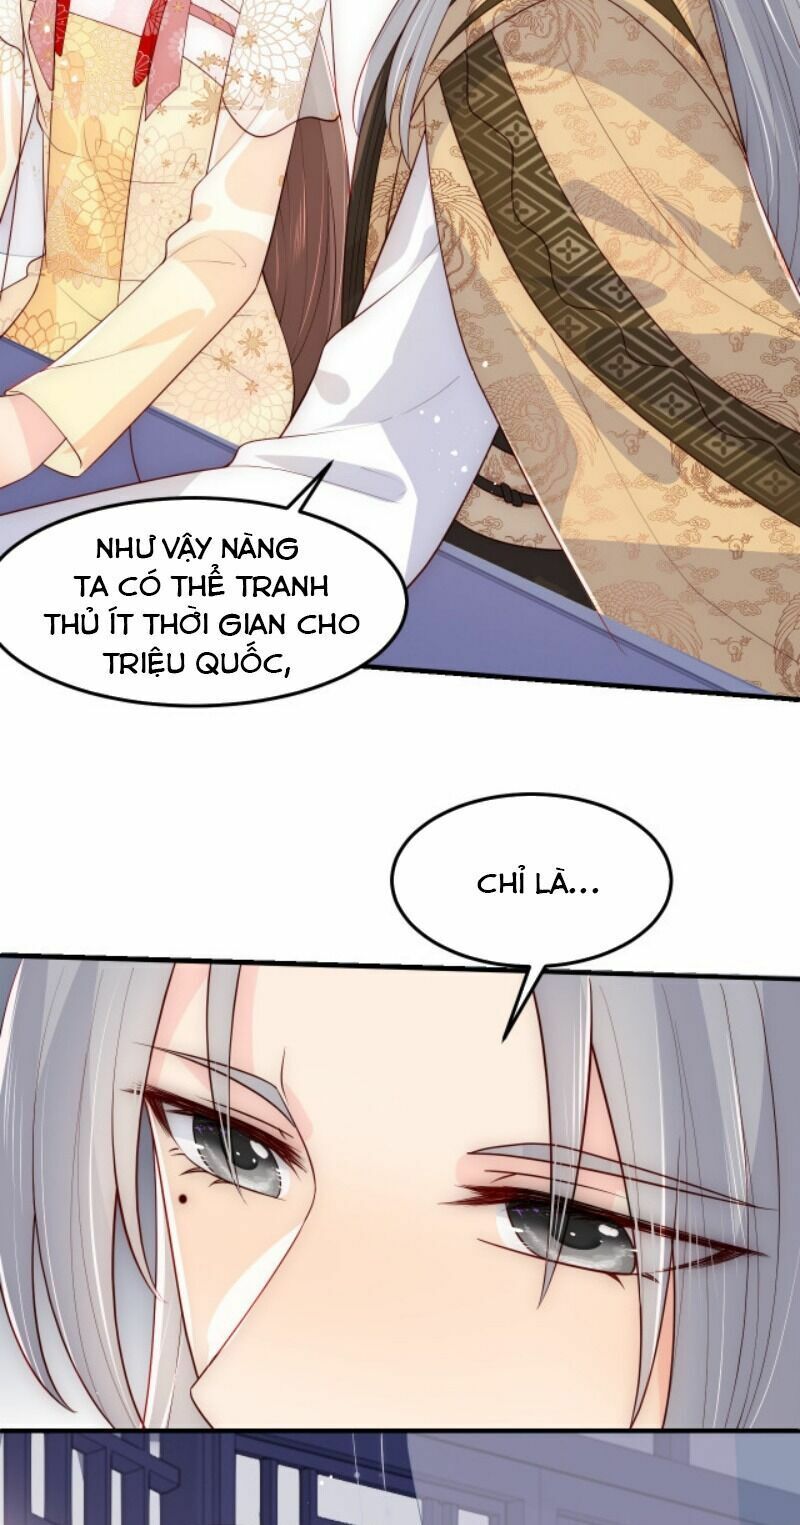 NHƯ VẬY NÀNG
TA CÓ THỂ TRANH
THỦ ÍT THỜI GIAN CHO
TRIỆU QUỐC,
CHỈ LÀ...